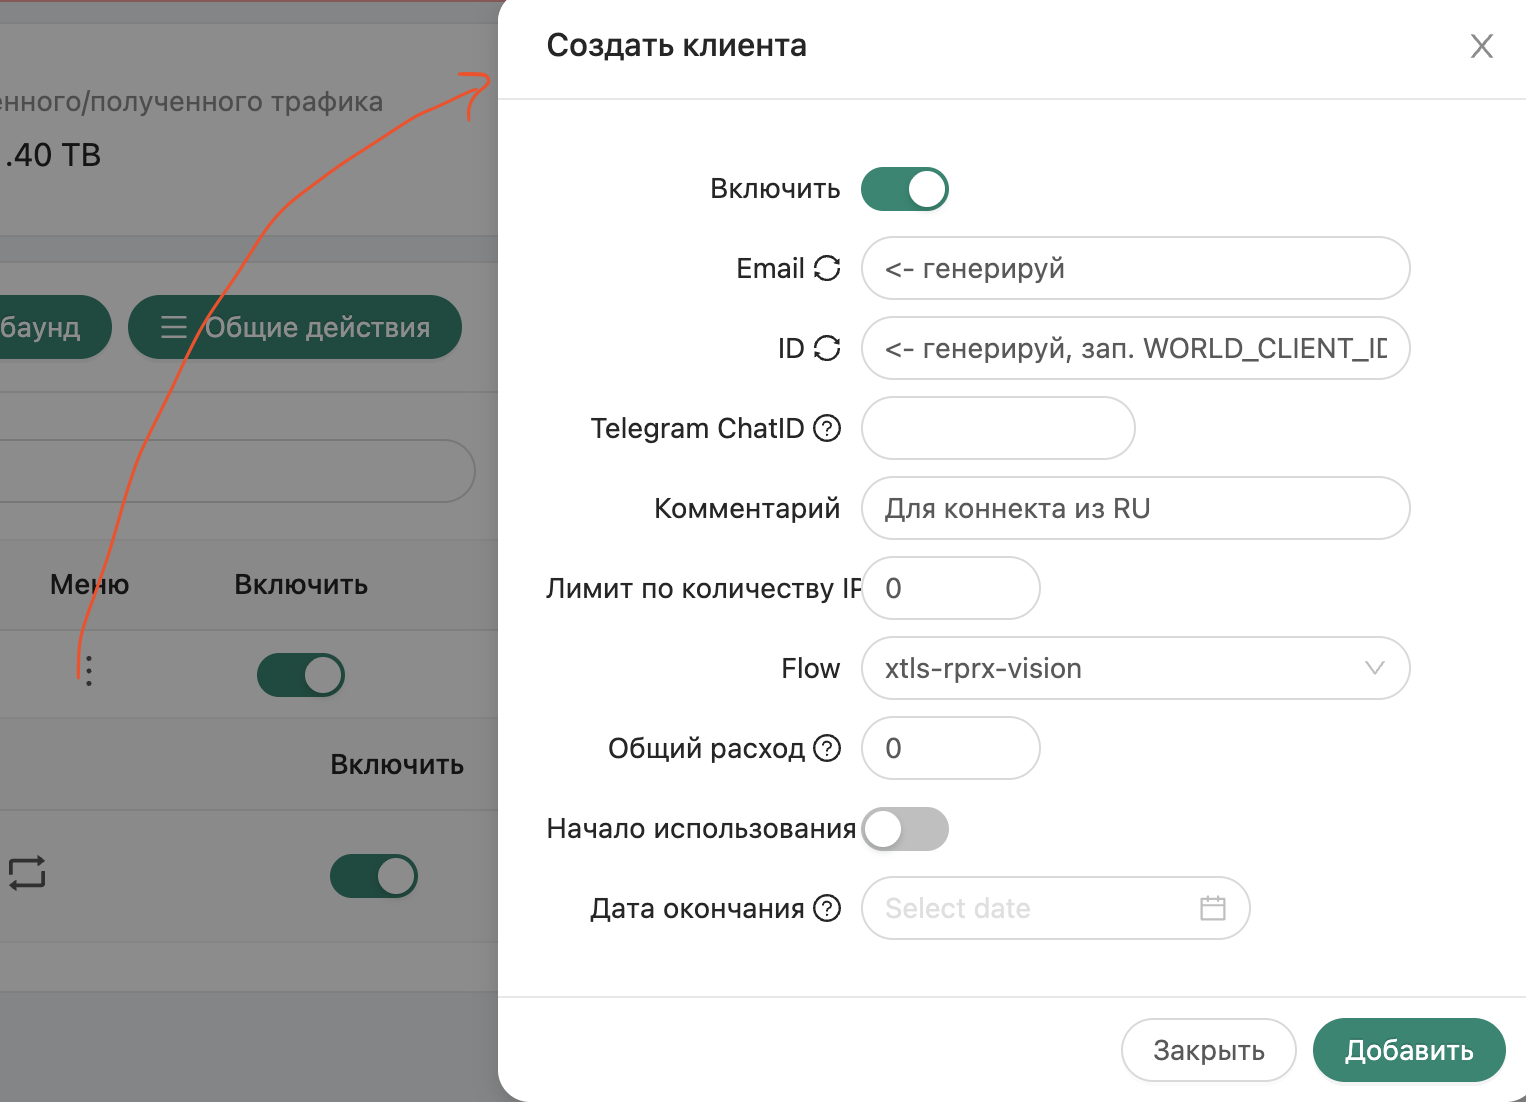 Создать клиента
енного/полученного трафика
.40 TB
Включить
Email
<- генерируй
баунд
Общие действия
ID
<- генерируй, зап. WORLD_CLIENT_ID
Telegram ChatID
Комментарий
Для коннекта из RU
Меню
Включить
Лимит по количеству IP
0
Flow
xtls-rprx-vision
Включить
Общий расход
0
Начало использования
Дата окончания
Select date
Закрыть
Добавить